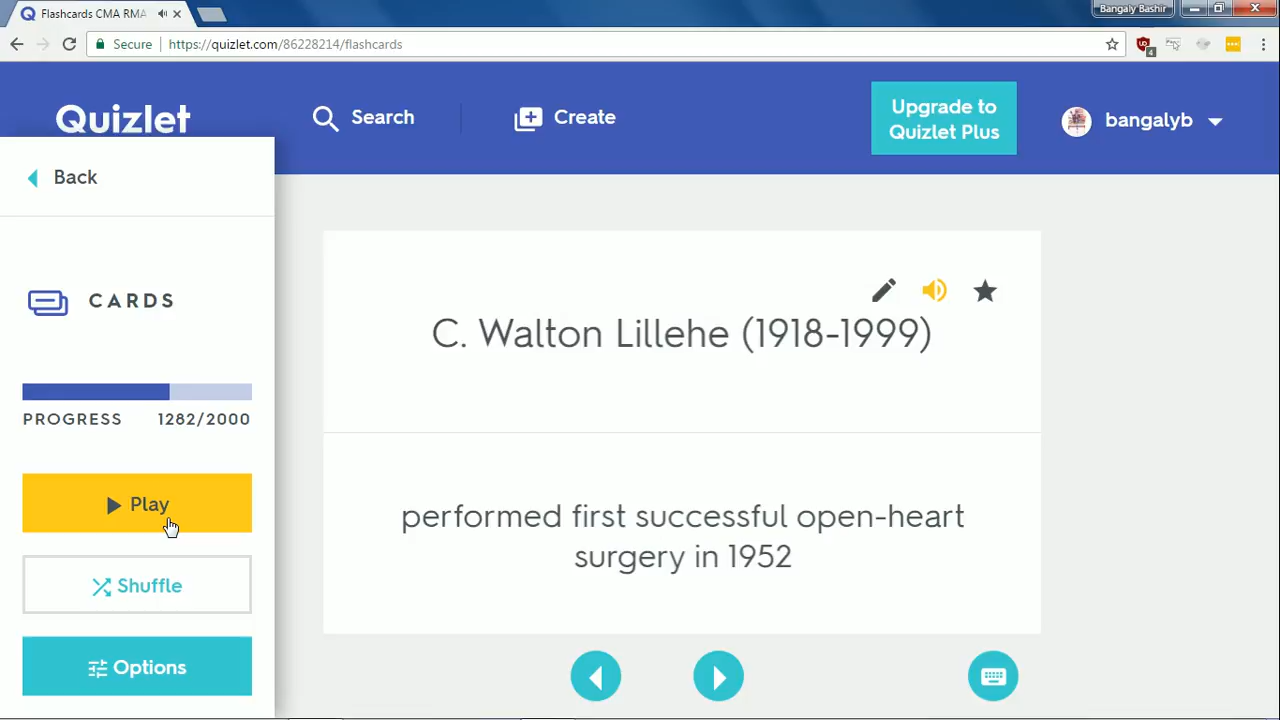 Flashcards CMA RMA
Bangaly Bashir
Secure
https://quizlet.com/86228214/flashcards
4
Quizlet
Search
Create
Upgrade to
Quizlet Plus
bangalyb
Back
CARDS
PROGRESS 1282/2000
Play
Shuffle
Options
C. Walton Lillehe (1918-1999)
performed first successful open-heart
surgery in 1952